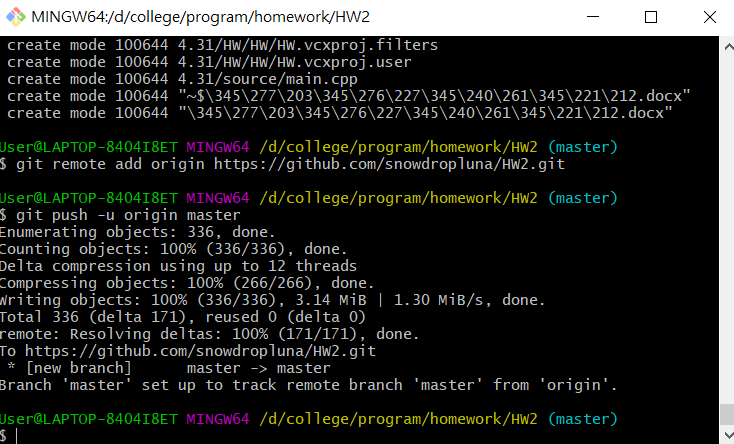 MINGW64:/d/college/program/homework/HW2
create mode 100644 4.31/HW/HW/HW.vcxproj.filters
create mode 100644 4.31/HW/HW/HW.vcxproj.user
create mode 100644 4.31/source/main.cpp
create mode 100644 "~$\345\277\203\345\276\227\345\240\261\345\221\212.docx"
create mode 100644 "\345\277\203\345\276\227\345\240\261\345\221\212.docx"
User@LAPTOP-84O4I8ET MINGW64 /d/college/program/homework/HW2 (master)
$ git remote add origin https://github.com/snowdropluna/HW2.git
User@LAPTOP-84O4I8ET MINGW64 /d/college/program/homework/HW2 (master)
$ git push -u origin master
Enumerating objects: 336, done.
Counting objects: 100% (336/336), done.
Delta compression using up to 12 threads
Compressing objects: 100% (266/266), done.
Writing objects: 100% (336/336), 3.14 MiB | 1.30 MiB/s, done.
Total 336 (delta 171), reused 0 (delta 0)
remote: Resolving deltas: 100% (171/171), done.
To https://github.com/snowdropluna/HW2.git
* [new branch]      master -> master
Branch 'master' set up to track remote branch 'master' from 'origin'.
User@LAPTOP-84O4I8ET MINGW64 /d/college/program/homework/HW2 (master)
$